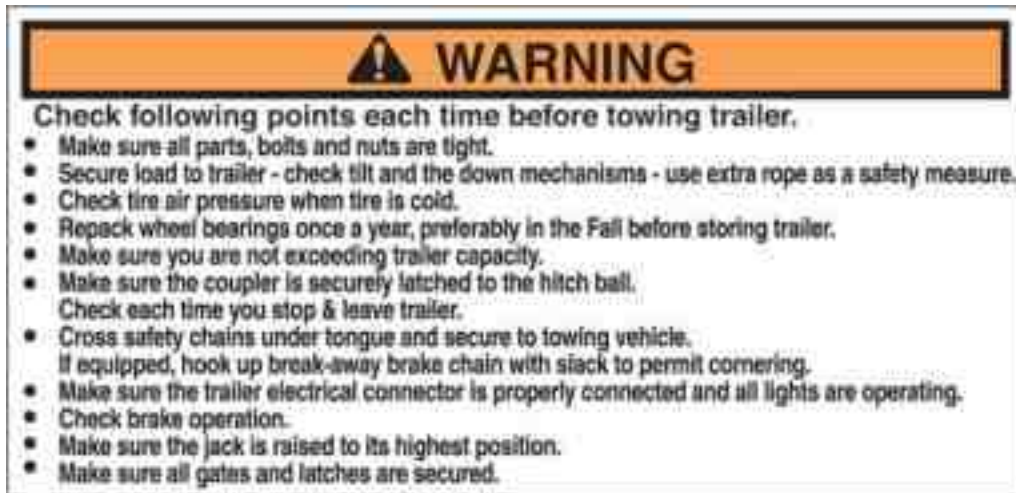 WARNING
Check following points each time before towing trailer.
• Make sure all parts, bolts and nuts are tight.
• Secure load to trailer - check tilt and the down mechanisms - use extra rope as a safety measure.
• Check tire air pressure when tire is cold.
• Repack wheel bearings once a year, preferably in the Fall before storing trailer.
• Make sure you are not exceeding trailer capacity.
• Make sure the coupler is securely latched to the hitch ball.
Check each time you stop & leave trailer.
• Cross safety chains under tongue and secure to towing vehicle.
If equipped, hook up break-away brake chain with slack to permit cornering.
• Make sure the trailer electrical connector is properly connected and all lights are operating.
• Check brake operation.
• Make sure the jack is raised to its highest position.
• Make sure all gates and latches are secured.